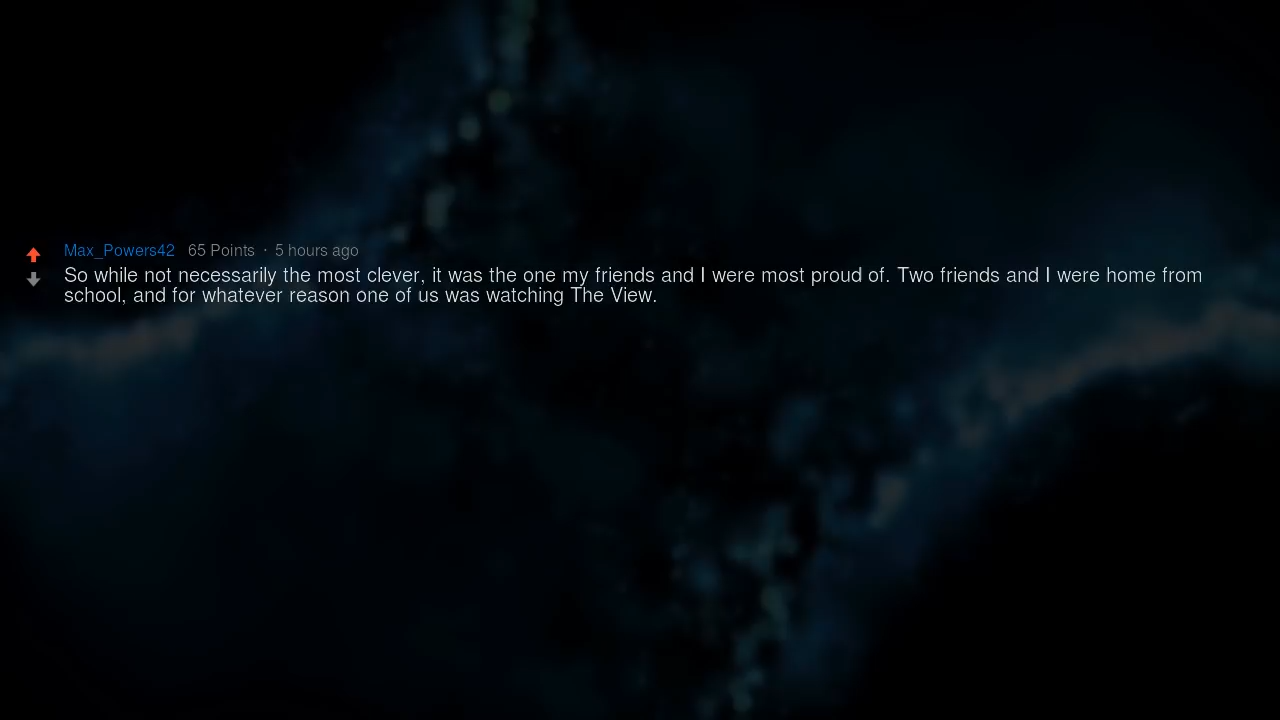 Max_Powers42 65 Points · 5 hours ago
So while not necessarily the most clever, it was the one my friends and I were most proud of. Two friends and I were home from
school, and for whatever reason one of us was watching The View.